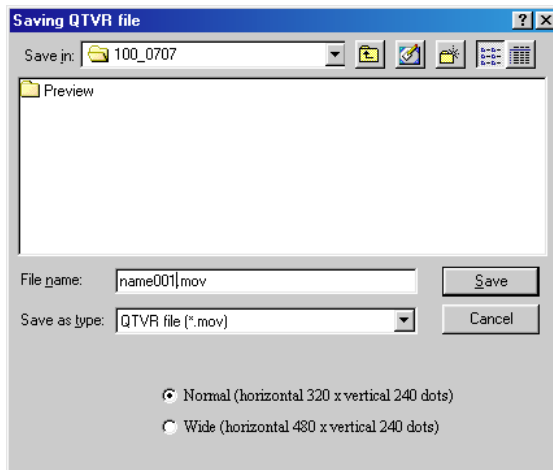 Saving QTVR file
Save in: 100_0707
Preview
File name: name001.mov
Save
Save as type: QTVR file (*.mov)
Cancel
Normal (horizontal 320 x vertical 240 dots)
Wide (horizontal 480 x vertical 240 dots)